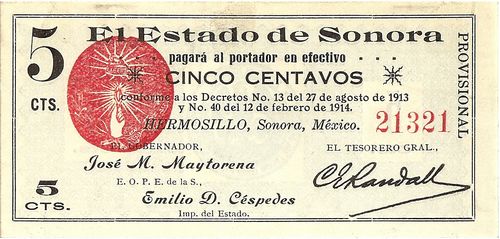 5
CTS.
El Estado de Sonora
pagará al portador en efectivo
CINCO CENTAVOS
conforme a los Decretos No. 13 del 27 de agosto de 1913
y No. 40 del 12 de febrero de 1914.
HERMOSILLO, Sonora, México.
21321
PROVISIONAL
EL GOBERNADOR,
José M. Maytorena
E. O. P. E. de la S.,
Emilio D. Céspedes
Imp. del Estado.
EL TESORERO GRAL.,
CERandall
5
CTS.